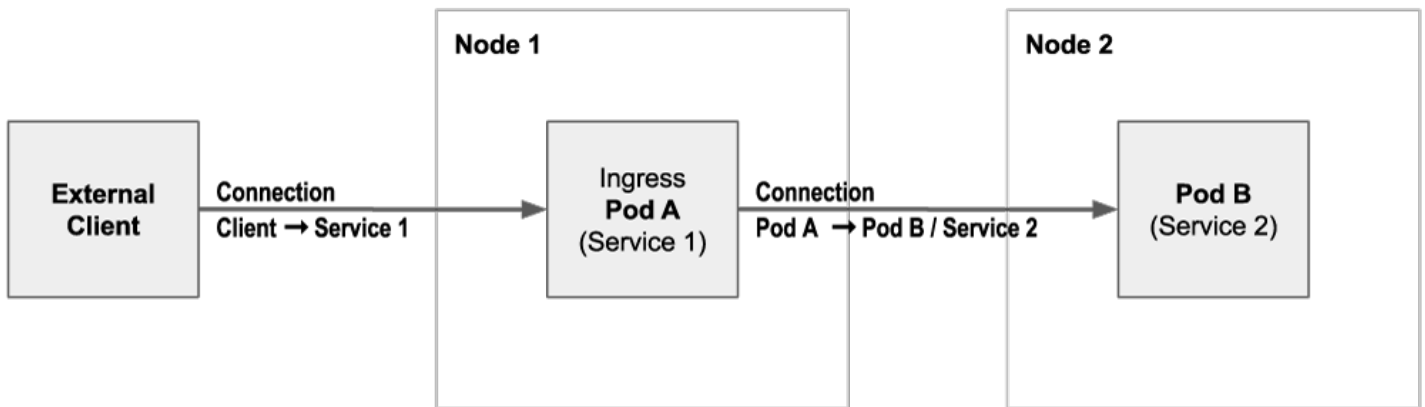 Node 1
Node 2
External
Client
Connection
Client → Service 1
Ingress
Pod A
(Service 1)
Connection
Pod A → Pod B / Service 2
Pod B
(Service 2)